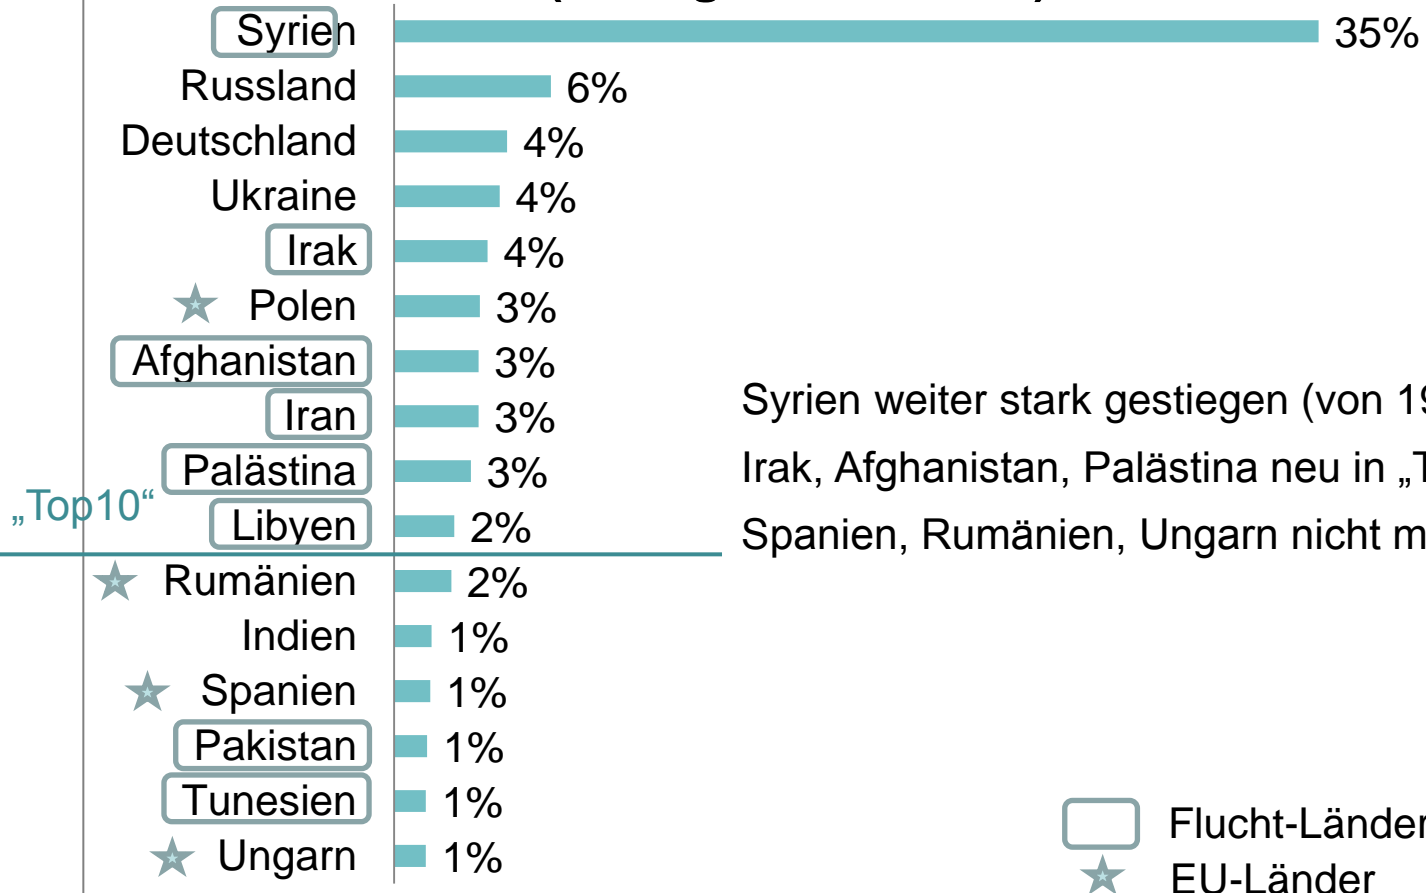 Syrien 35%
Russland 6%
Deutschland 4%
Ukraine 4%
Irak 4%
Polen 3%
Afghanistan 3%
Iran 3%
Palästina 3%
„Top10“
Libyen 2%
Rumänien 2%
Indien 1%
Spanien 1%
Pakistan 1%
Tunesien 1%
Ungarn 1%
Syrien weiter stark gestiegen (von 19
Irak, Afghanistan, Palästina neu in „T
Spanien, Rumänien, Ungarn nicht m
Flucht-Länder
EU-Länder